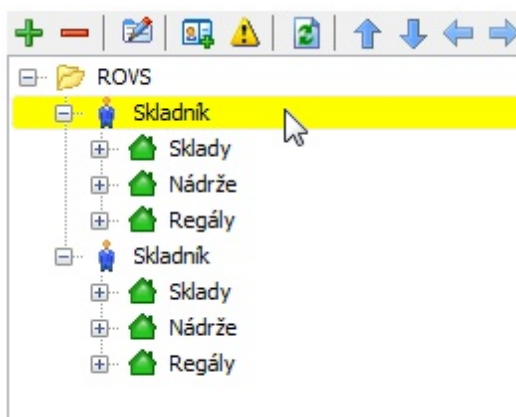 ROVS
Skladník
Sklady
Nádrže
Regály
Skladník
Sklady
Nádrže
Regály